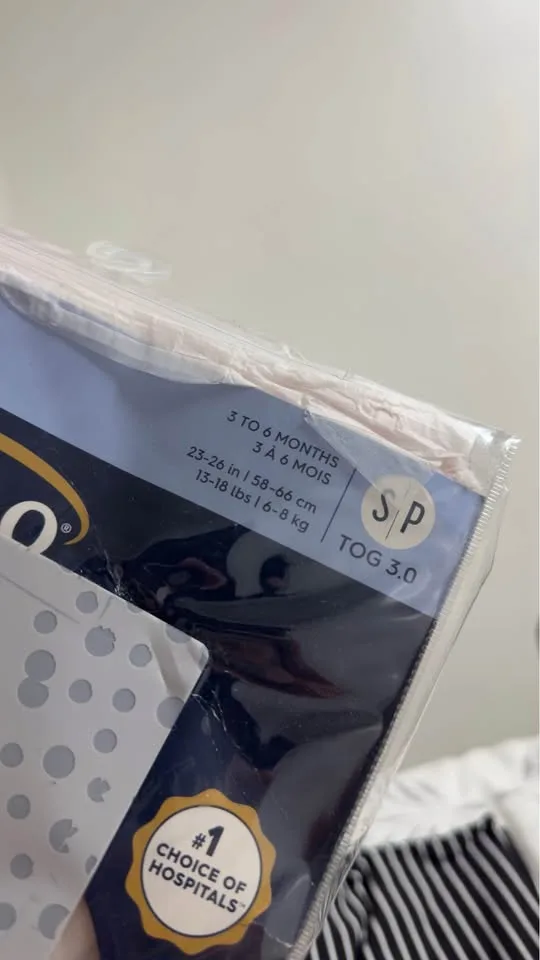 3 TO 6 MONTHS
3 À 6 MOIS
23-26 in | 58-66 cm
13-18 lbs | 6-8 kg
S/P
TOG 3.0
O®
#1
CHOICE OF
HOSPITALS™